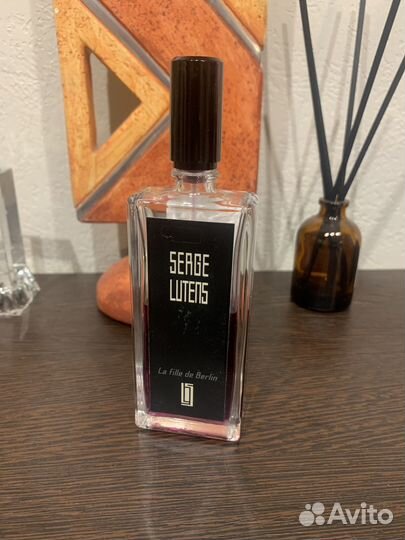 SERGE
LUTENS
La fille de Berlin
Avito